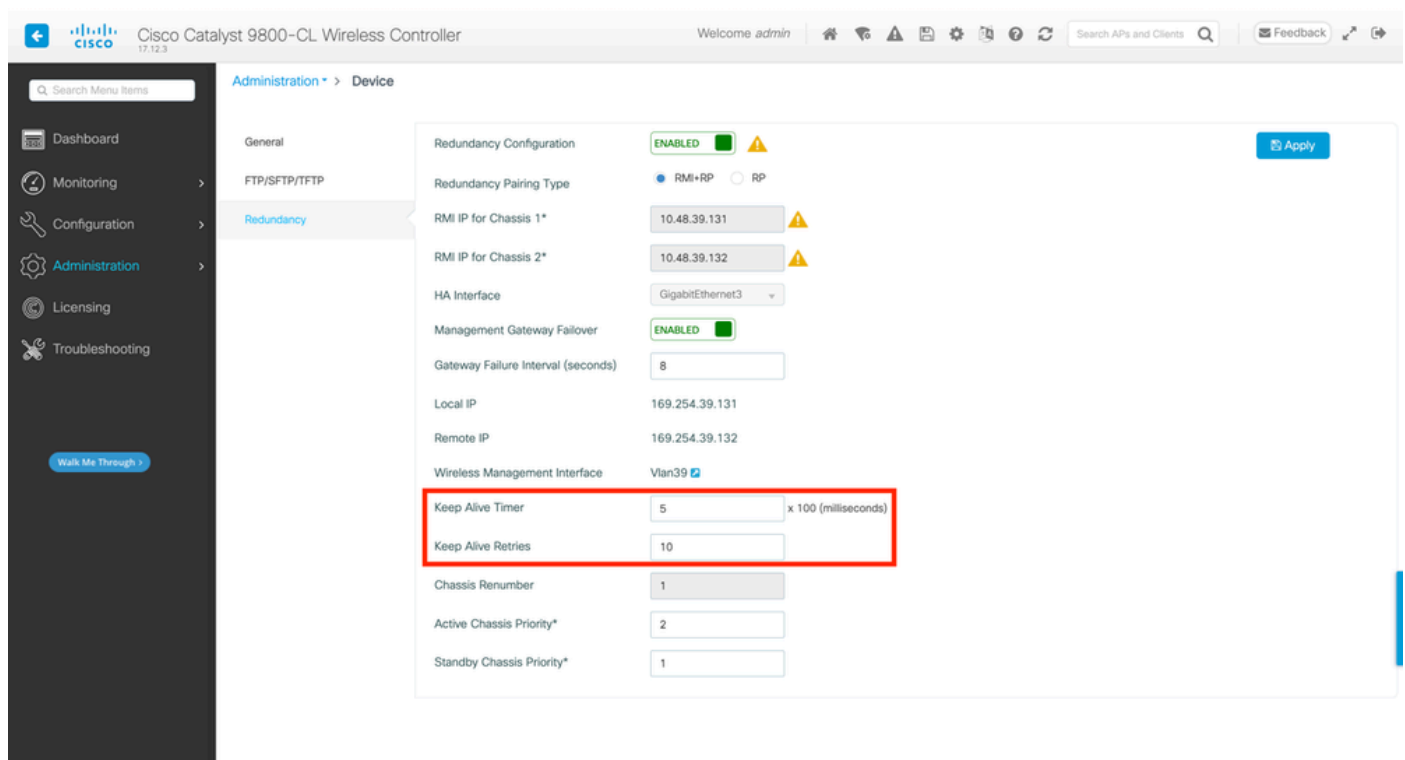 CISCO
Cisco Catalyst 9800-CL Wireless Controller
17.12.3
Welcome admin
Search APs and Clients
Feedback
Search Menu Items
Dashboard
Monitoring
Configuration
Administration
Licensing
Troubleshooting
Walk Me Through >
Administration > Device
General
FTP/SFTP/TFTP
Redundancy
Redundancy Configuration ENABLED
Apply
Redundancy Pairing Type RMI+RP RP
RMI IP for Chassis 1* 10.48.39.131
RMI IP for Chassis 2* 10.48.39.132
HA Interface GigabitEthernet3
Management Gateway Failover ENABLED
Gateway Failure Interval (seconds) 8
Local IP 169.254.39.131
Remote IP 169.254.39.132
Wireless Management Interface Vlan39
Keep Alive Timer 5 x 100 (milliseconds)
Keep Alive Retries 10
Chassis Renumber 1
Active Chassis Priority* 2
Standby Chassis Priority* 1